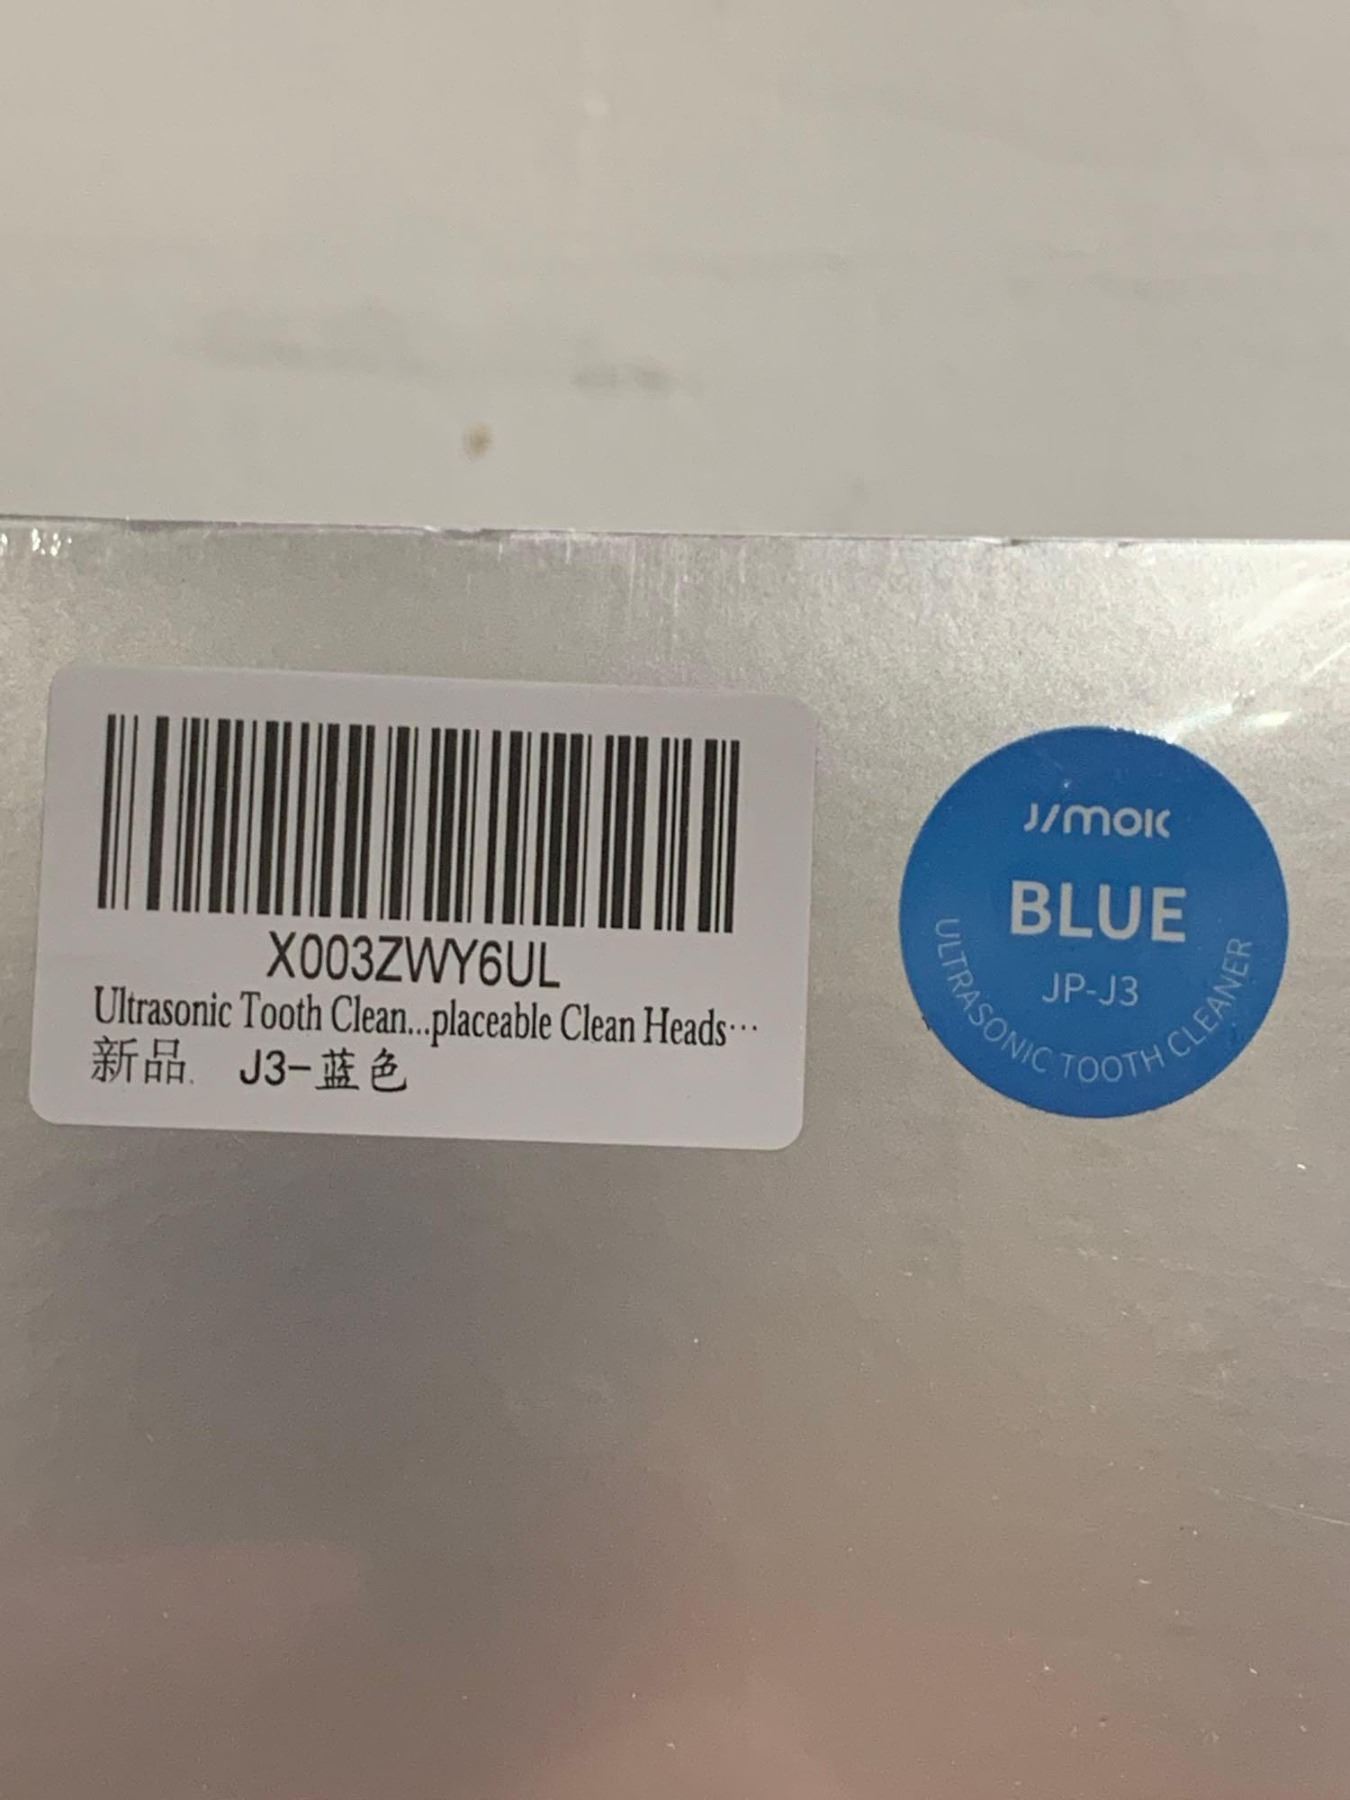 X003ZWY6UL
Ultrasonic Tooth Clean...placeable Clean Heads···
新品. J3-蓝色
J/MOK
BLUE
JP-J3
ULTRASONIC TOOTH CLEANER